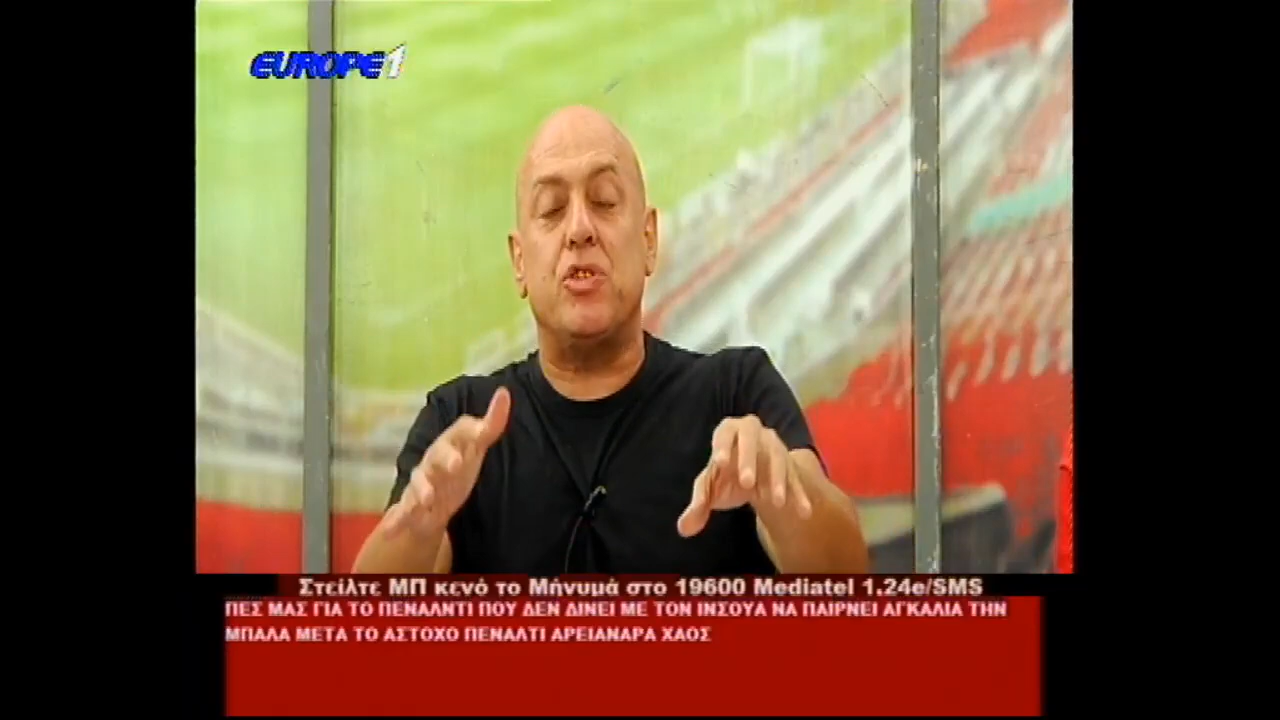 EUROPE1
Στείλτε ΜΠ κενό το Μήνυμά στο 19600 Mediatel 1.24e/SMS
ΠΕΣ ΜΑΣ ΓΙΑ ΤΟ ΠΕΝΑΛΝΤΙ ΠΟΥ ΔΕΝ ΔΙΝΕΙ ΜΕ ΤΟΝ ΙΝΣΟΥΑ ΝΑ ΠΑΙΡΝΕΙ ΑΓΚΑΛΙΑ ΤΗΝ
ΜΠΑΛΑ ΜΕΤΑ ΤΟ ΑΣΤΟΧΟ ΠΕΝΑΛΤΙ ΑΡΕΙΑΝΑΡΑ ΧΑΟΣ